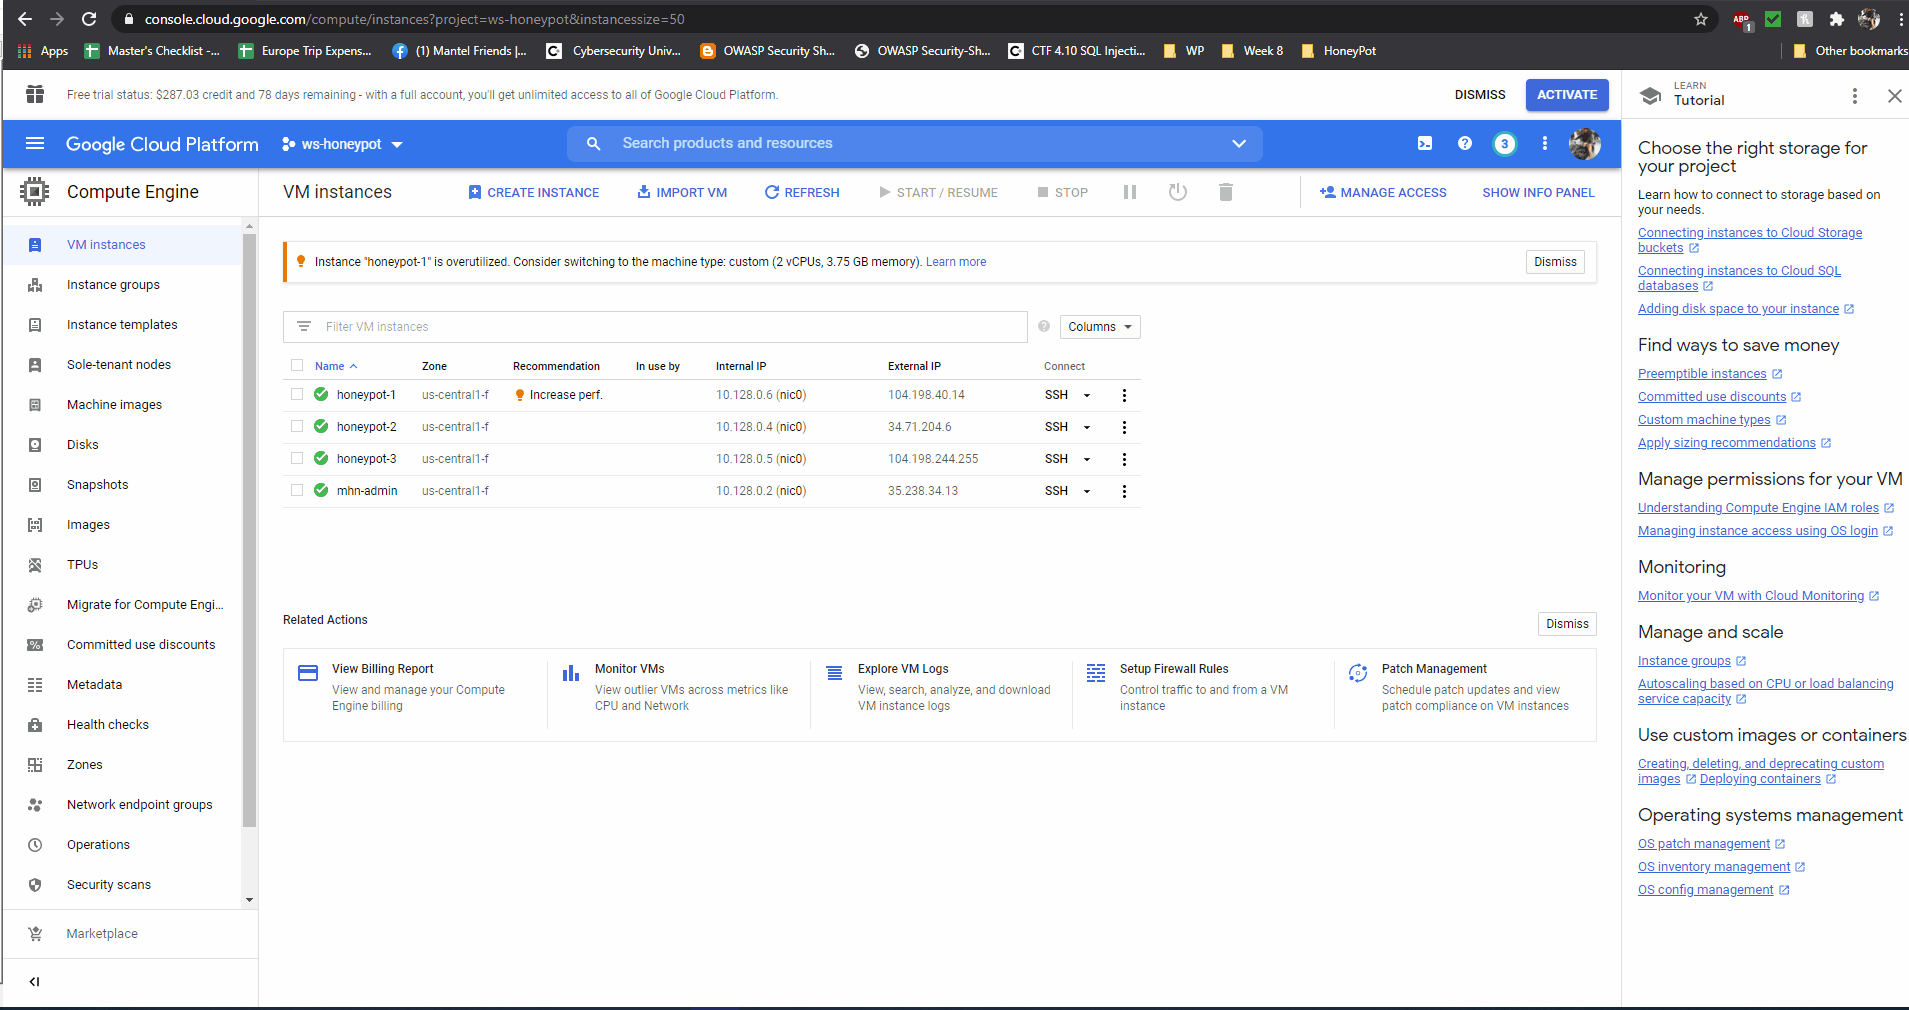 console.cloud.google.com/compute/instances?project=ws-honeypot&instancessize=50
ABP 1
Apps Master's Checklist -... Europe Trip Expens... (1) Mantel Friends |... Cybersecurity Univ... OWASP Security Sh... OWASP Security-Sh... CTF 4.10 SQL Injecti... WP Week 8 HoneyPot Other bookmarks
Free trial status: $287.03 credit and 78 days remaining - with a full account, you'll get unlimited access to all of Google Cloud Platform. DISMISS ACTIVATE
Google Cloud Platform ws-honeypot Search products and resources 3
Compute Engine
VM instances
Instance groups
Instance templates
Sole-tenant nodes
Machine images
Disks
Snapshots
Images
TPUs
Migrate for Compute Engi...
Committed use discounts
Metadata
Health checks
Zones
Network endpoint groups
Operations
Security scans
Marketplace
VM instances CREATE INSTANCE IMPORT VM REFRESH START / RESUME STOP MANAGE ACCESS SHOW INFO PANEL
Instance "honeypot-1" is overutilized. Consider switching to the machine type: custom (2 vCPUs, 3.75 GB memory). Learn more Dismiss
Filter VM instances Columns
Name Zone Recommendation In use by Internal IP External IP Connect
honeypot-1 us-central1-f Increase perf. 10.128.0.6 (nic0) 104.198.40.14 SSH
honeypot-2 us-central1-f 10.128.0.4 (nic0) 34.71.204.6 SSH
honeypot-3 us-central1-f 10.128.0.5 (nic0) 104.198.244.255 SSH
mhn-admin us-central1-f 10.128.0.2 (nic0) 35.238.34.13 SSH
Related Actions Dismiss
View Billing Report
View and manage your Compute
Engine billing
Monitor VMs
View outlier VMs across metrics like
CPU and Network
Explore VM Logs
View, search, analyze, and download
VM instance logs
Setup Firewall Rules
Control traffic to and from a VM
instance
Patch Management
Schedule patch updates and view
patch compliance on VM instances
LEARN
Tutorial
Choose the right storage for
your project
Learn how to connect to storage based on
your needs.
Connecting instances to Cloud Storage
buckets
Connecting instances to Cloud SQL
databases
Adding disk space to your instance
Find ways to save money
Preemptible instances
Committed use discounts
Custom machine types
Apply sizing recommendations
Manage permissions for your VM
Understanding Compute Engine IAM roles
Managing instance access using OS login
Monitoring
Monitor your VM with Cloud Monitoring
Manage and scale
Instance groups
Autoscaling based on CPU or load balancing
service capacity
Use custom images or containers
Creating, deleting, and deprecating custom
images Deploying containers
Operating systems management
OS patch management
OS inventory management
OS config management